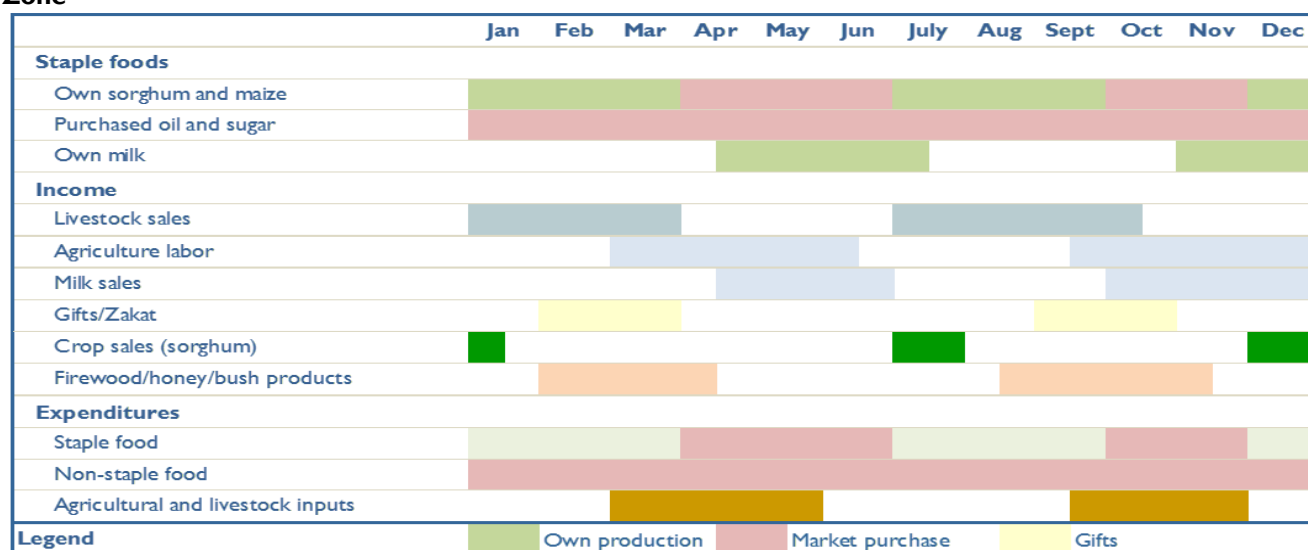 Zone
Jan Feb Mar Apr May Jun July Aug Sept Oct Nov Dec
Staple foods
Own sorghum and maize
Purchased oil and sugar
Own milk
Income
Livestock sales
Agriculture labor
Milk sales
Gifts/Zakat
Crop sales (sorghum)
Firewood/honey/bush products
Expenditures
Staple food
Non-staple food
Agricultural and livestock inputs
Legend Own production Market purchase Gifts